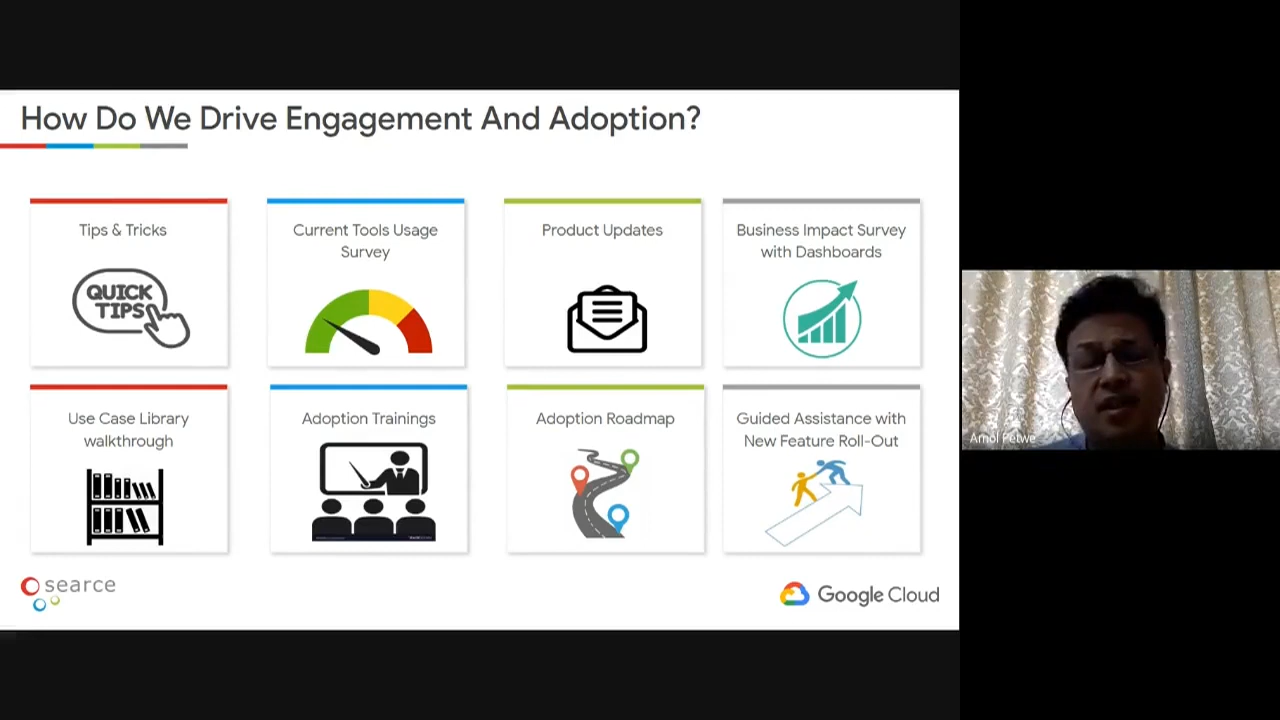 How Do We Drive Engagement And Adoption?
Tips & Tricks
QUICK
TIPS
Current Tools Usage
Survey
Product Updates
Business Impact Survey
with Dashboards
Use Case Library
walkthrough
Adoption Trainings
Adoption Roadmap
Guided Assistance with
New Feature Roll-Out
Amol Petwe
searce
Google Cloud